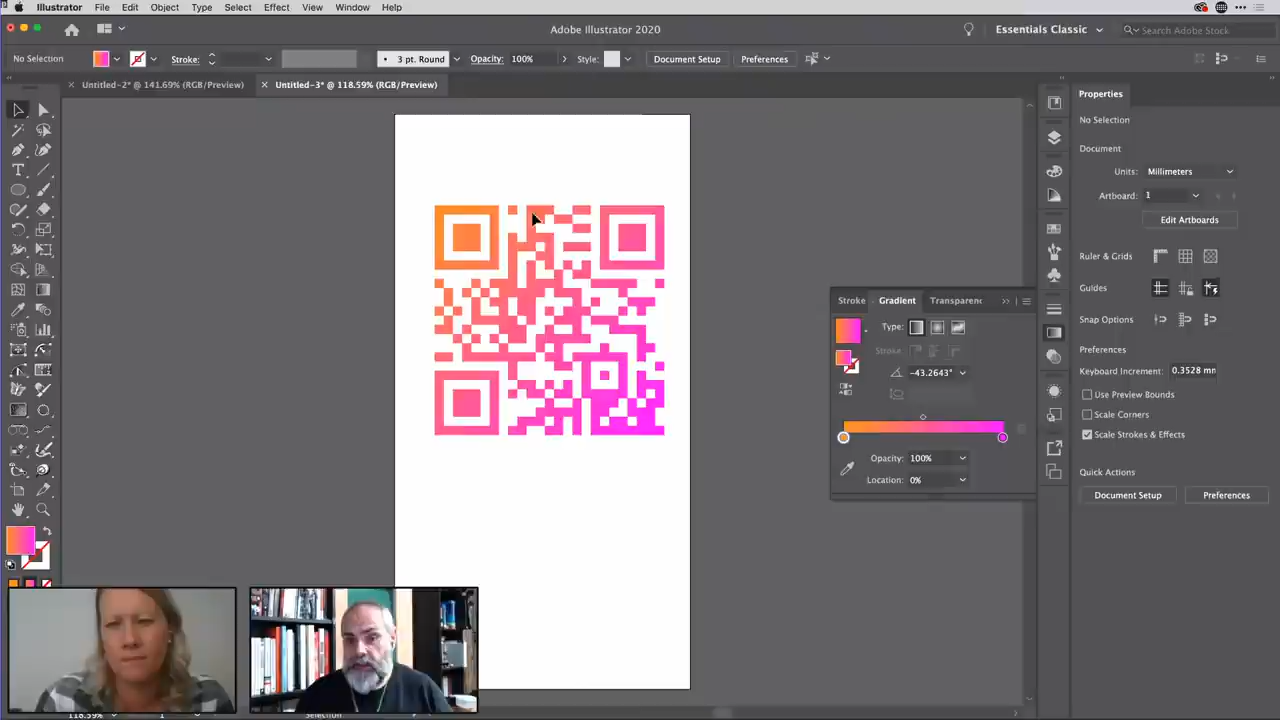 Illustrator File Edit Object Type Select Effect View Window Help
Adobe Illustrator 2020
Essentials Classic
Search Adobe Stock
No Selection Stroke: 3 pt. Round Opacity: 100% Style: Document Setup Preferences
Untitled-2* @ 141.69% (RGB/Preview) Untitled-3* @ 118.59% (RGB/Preview)
Properties
No Selection
Document
Units: Millimeters
Artboard: 1
Edit Artboards
Ruler & Grids
Guides
Snap Options
Preferences
Keyboard Increment: 0.3528 mm
Use Preview Bounds
Scale Corners
Scale Strokes & Effects
Quick Actions
Document Setup Preferences
Stroke Gradient Transparenc
Type:
Stroke:
-43.2643°
Opacity: 100%
Location: 0%
118.59% 1 Selection